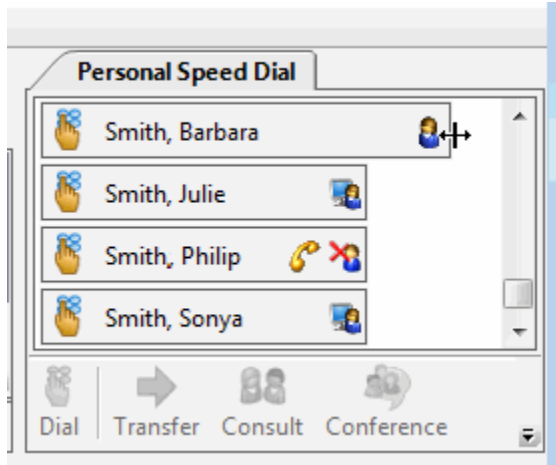 Personal Speed Dial
Smith, Barbara
Smith, Julie
Smith, Philip
Smith, Sonya
Dial Transfer Consult Conference